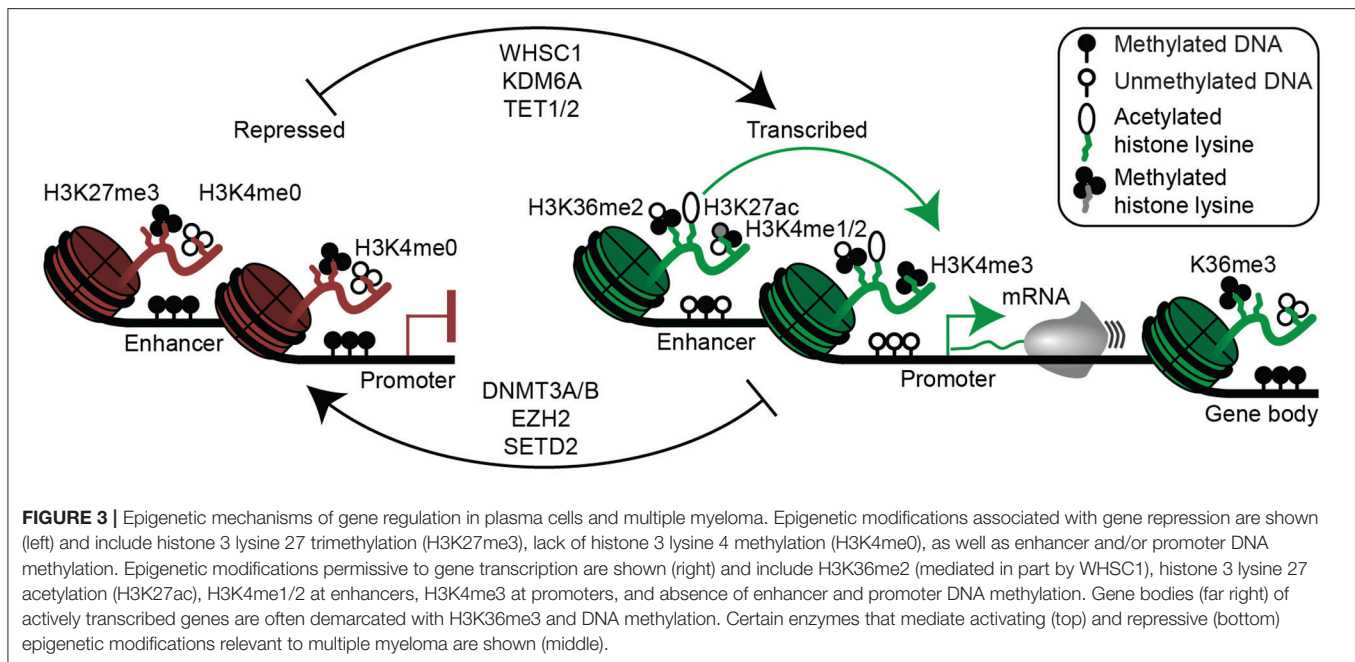 WHSC1
KDM6A
TET1/2
Repressed
Transcribed
Methylated DNA
Unmethylated DNA
Acetylated
histone lysine
Methylated
histone lysine
H3K27me3
H3K4me0
H3K4me0
Enhancer
Promoter
H3K36me2
H3K27ac
H3K4me1/2
H3K4me3
mRNA
K36me3
Enhancer
Promoter
Gene body
DNMT3A/B
EZH2
SETD2
FIGURE 3 | Epigenetic mechanisms of gene regulation in plasma cells and multiple myeloma. Epigenetic modifications associated with gene repression are shown
(left) and include histone 3 lysine 27 trimethylation (H3K27me3), lack of histone 3 lysine 4 methylation (H3K4me0), as well as enhancer and/or promoter DNA
methylation. Epigenetic modifications permissive to gene transcription are shown (right) and include H3K36me2 (mediated in part by WHSC1), histone 3 lysine 27
acetylation (H3K27ac), H3K4me1/2 at enhancers, H3K4me3 at promoters, and absence of enhancer and promoter DNA methylation. Gene bodies (far right) of
actively transcribed genes are often demarcated with H3K36me3 and DNA methylation. Certain enzymes that mediate activating (top) and repressive (bottom)
epigenetic modifications relevant to multiple myeloma are shown (middle).